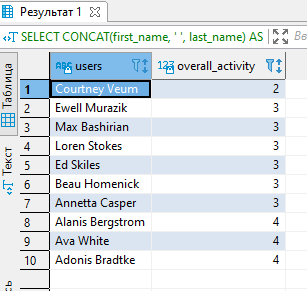 Результат 1
SELECT CONCAT(first_name, ' ', last_name) AS
Таблица
Текст
users overall_activity
1 Courtney Veum 2
2 Ewell Murazik 3
3 Max Bashirian 3
4 Loren Stokes 3
5 Ed Skiles 3
6 Beau Homenick 3
7 Annetta Casper 3
8 Alanis Bergstrom 4
9 Ava White 4
10 Adonis Bradtke 4